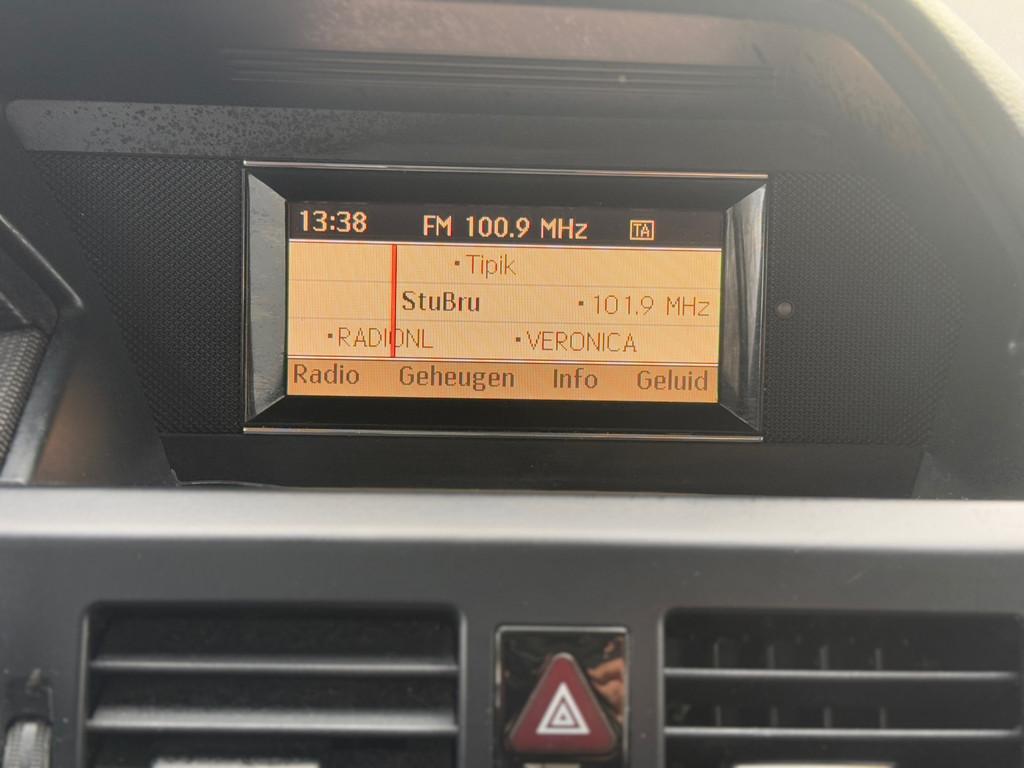 13:38 FM 100.9 MHz TA
Tipik
StuBru 101.9 MHz
RADIONL VERONICA
Radio Geheugen Info Geluid